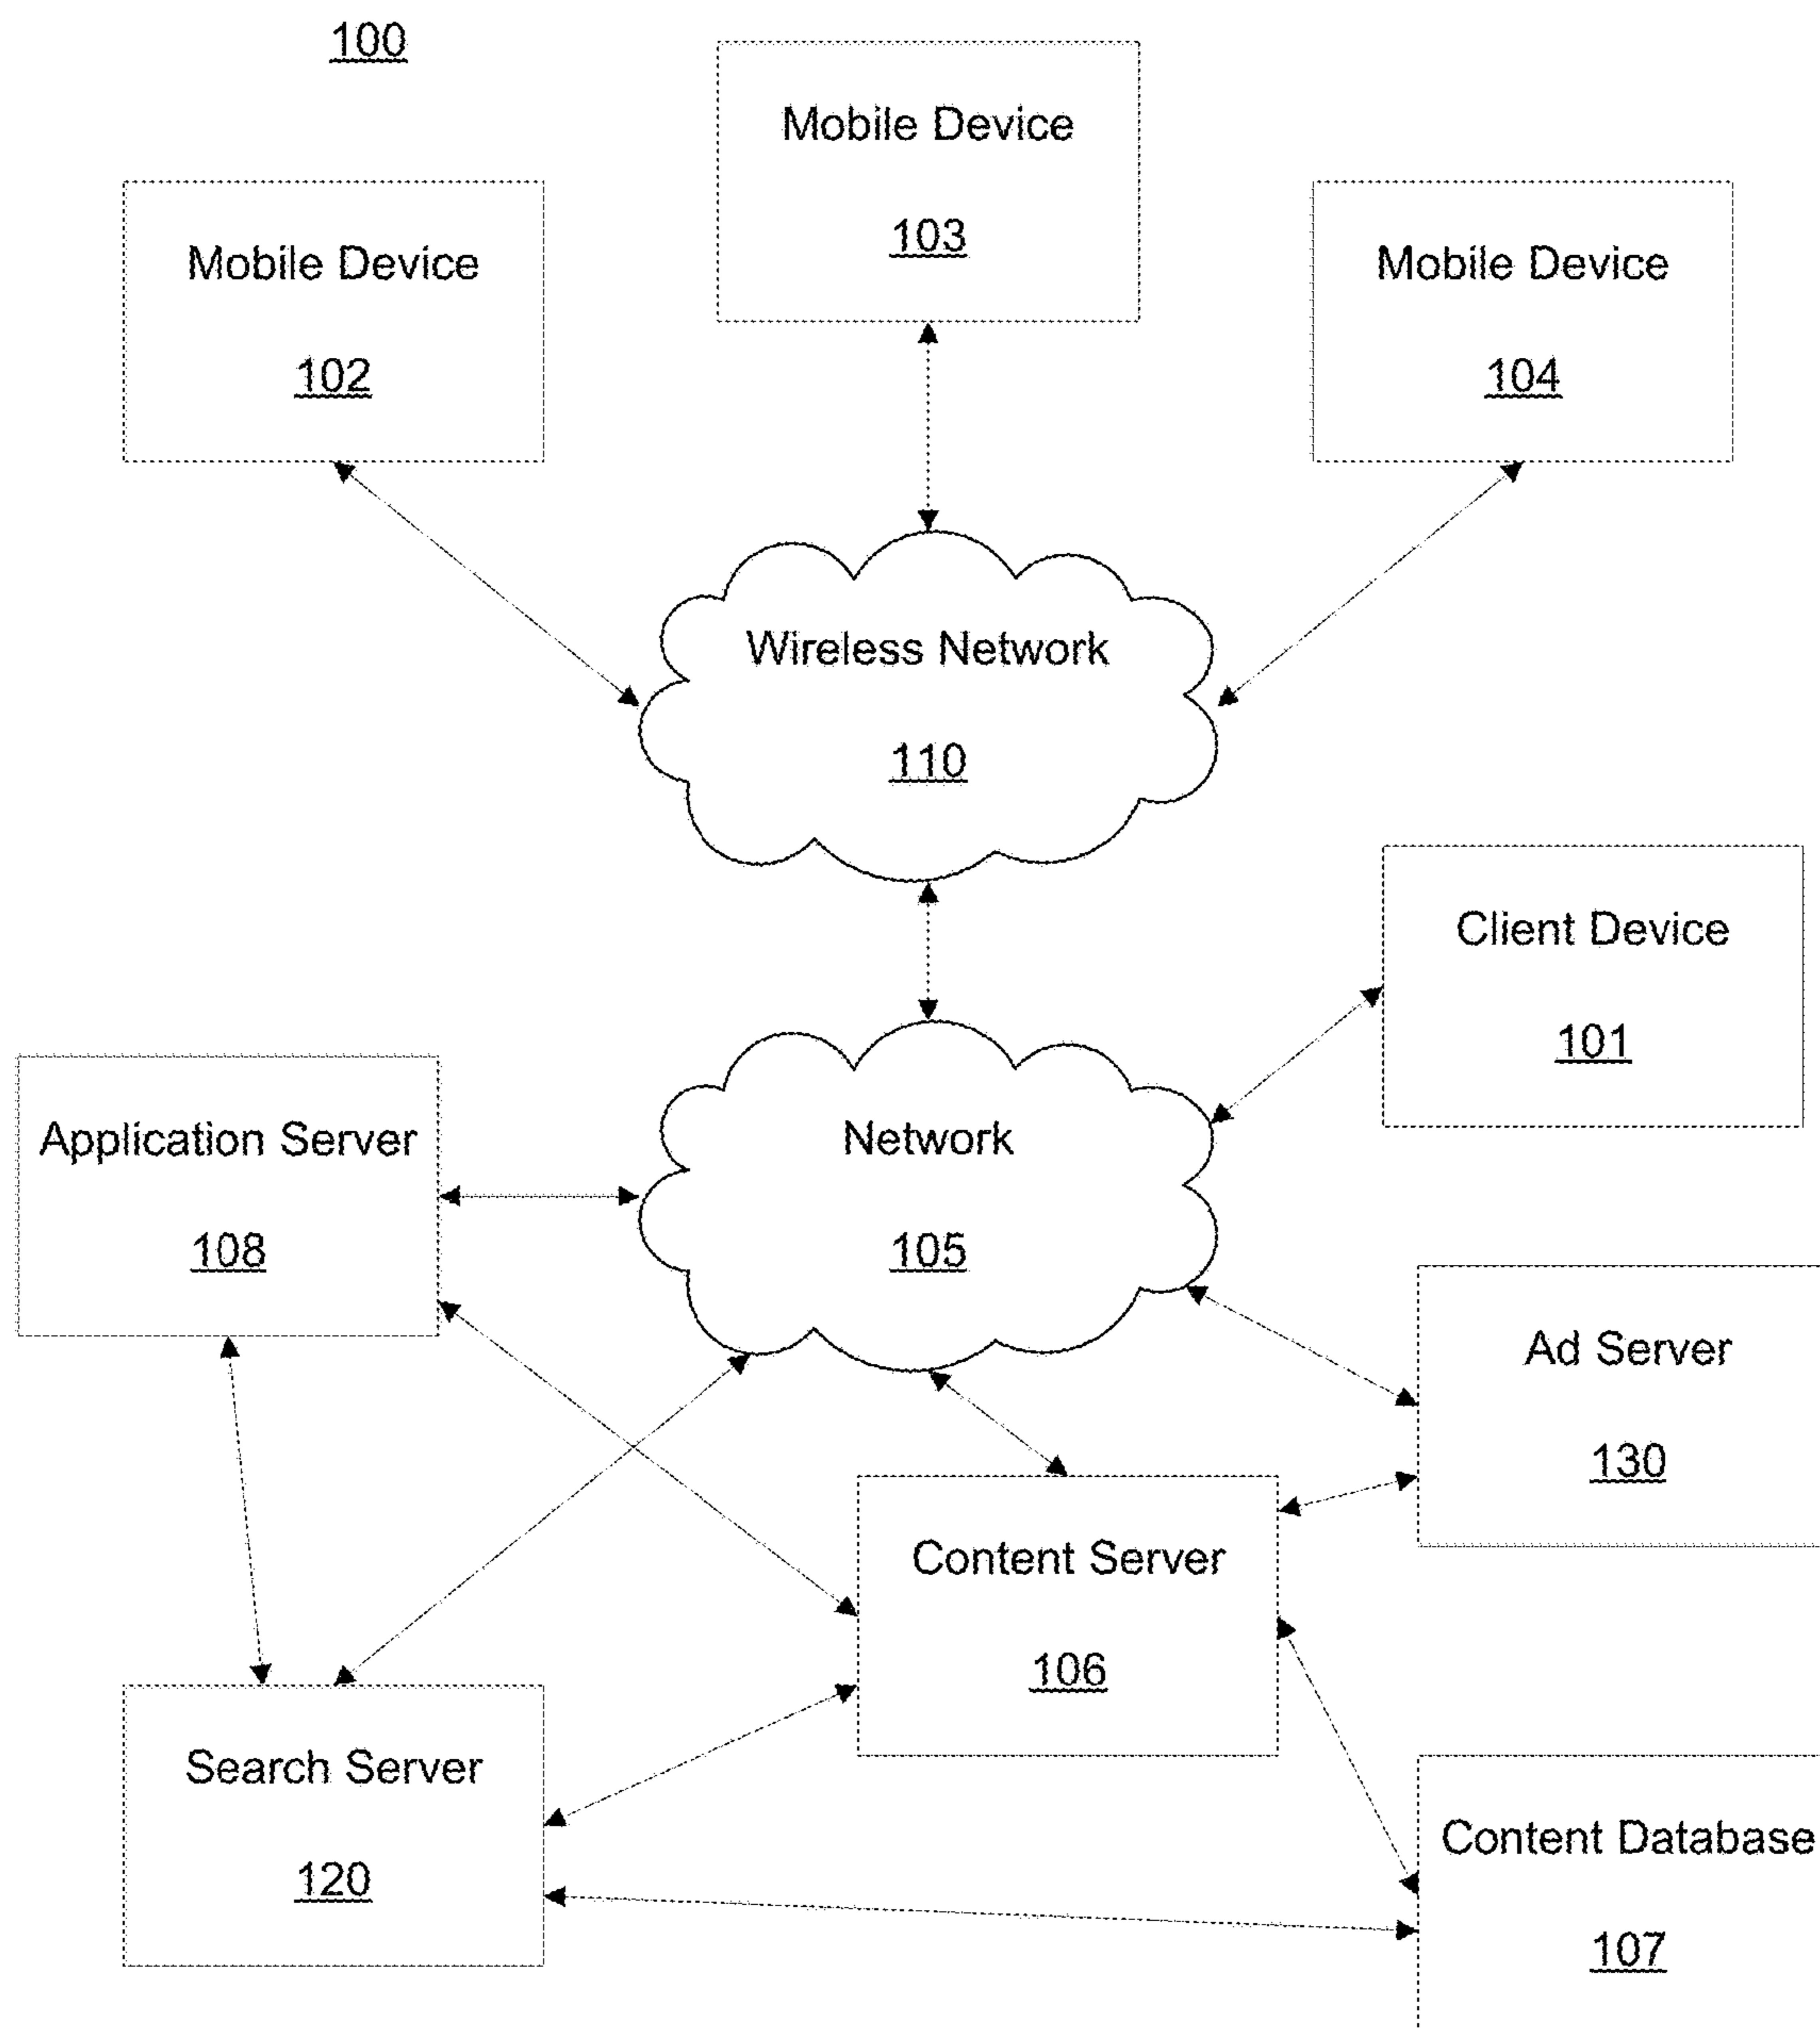 100
Mobile Device
103
Mobile Device
102
Mobile Device
104
Wireless Network
110
Client Device
101
Application Server
108
Network
105
Ad Server
130
Content Server
106
Search Server
120
Content Database
107